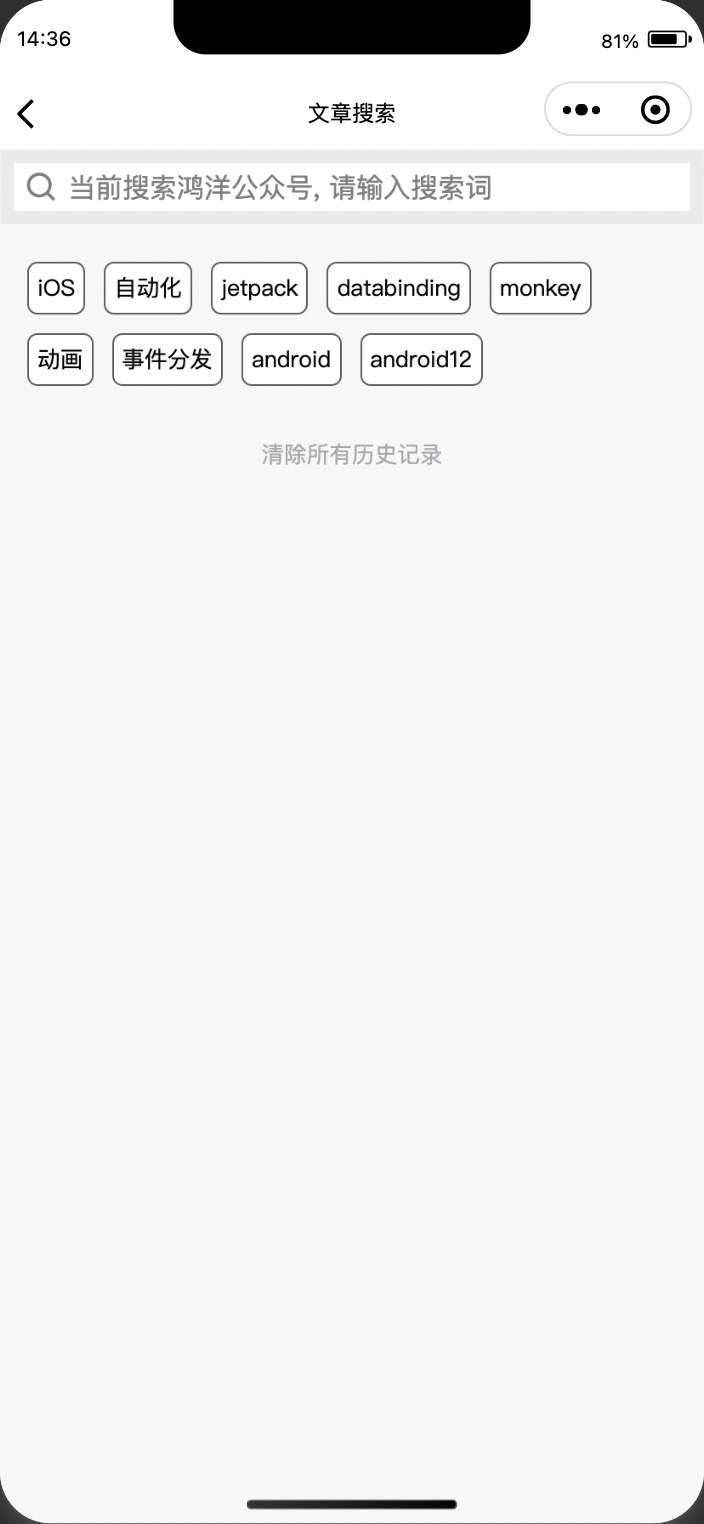 14:36 81%
文章搜索
当前搜索鸿洋公众号, 请输入搜索词
iOS 自动化 jetpack databinding monkey
动画 事件分发 android android12
清除所有历史记录